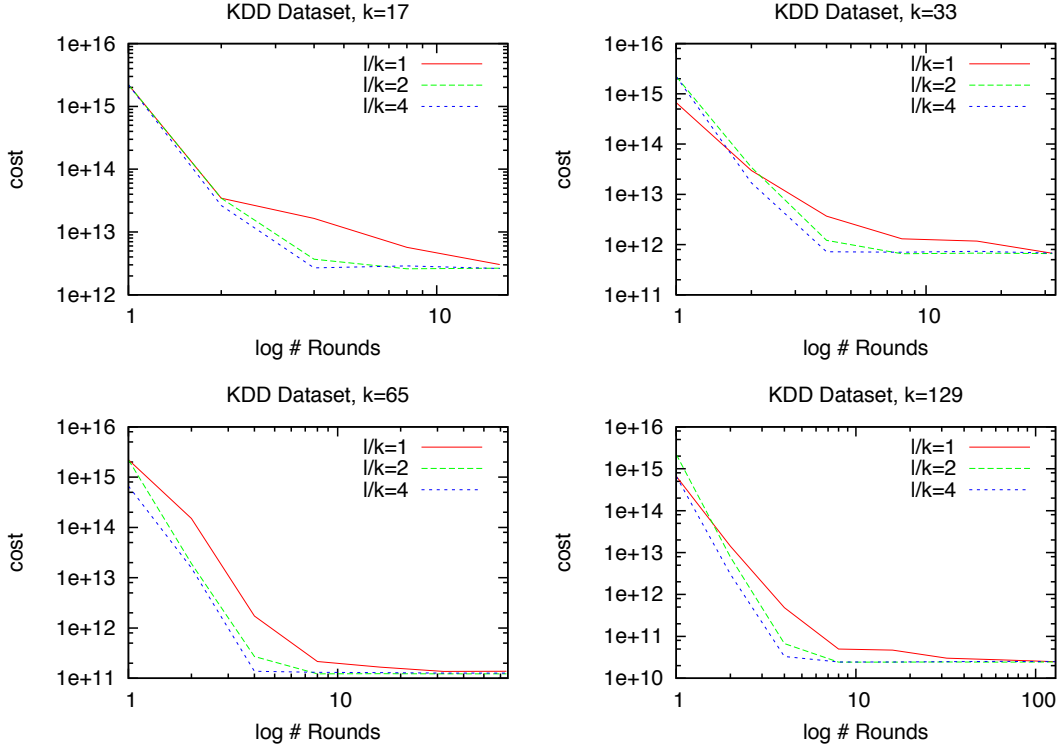 KDD Dataset, k=17
1e+16
1e+15
1e+14
1e+13
1e+12
cost
l/k=1
l/k=2
l/k=4
1
10
log # Rounds
KDD Dataset, k=33
1e+16
1e+15
1e+14
1e+13
1e+12
1e+11
cost
l/k=1
l/k=2
l/k=4
1
10
log # Rounds
KDD Dataset, k=65
1e+16
1e+15
1e+14
1e+13
1e+12
1e+11
cost
l/k=1
l/k=2
l/k=4
1
10
log # Rounds
KDD Dataset, k=129
1e+16
1e+15
1e+14
1e+13
1e+12
1e+11
1e+10
cost
l/k=1
l/k=2
l/k=4
1
10
100
log # Rounds